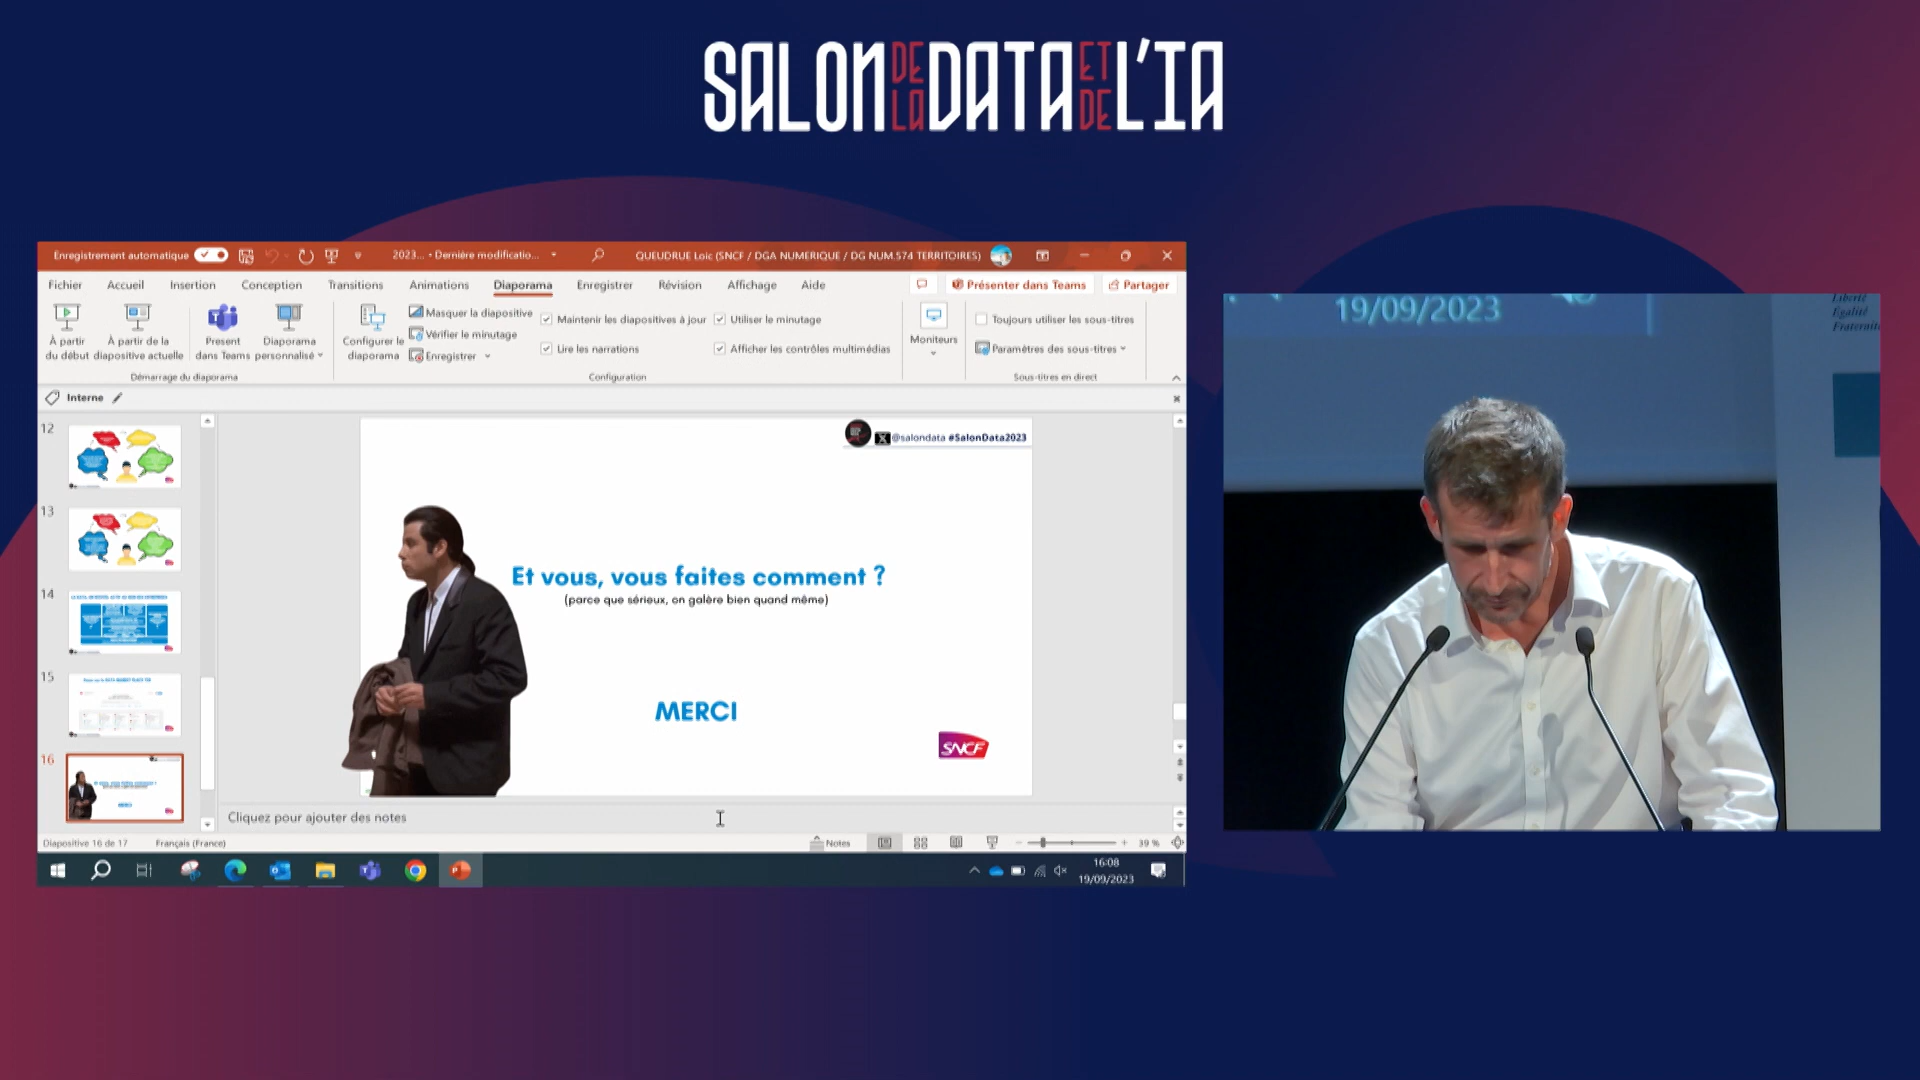 SALON DE LA DATA ET DE L'IA
Enregistrement automatique
2023... • Dernière modificatio...
QUEUDRUE Loic (SNCF / DGA NUMERIQUE / DG NUM.574 TERRITOIRES)
Fichier Accueil Insertion Conception Transitions Animations Diaporama Enregistrer Révision Affichage Aide
Présenter dans Teams
Partager
À partir du début
À partir de la diapositive actuelle
Present dans Teams
Diaporama personnalisé
Configurer le diaporama
Masquer la diapositive
Vérifier le minutage
Enregistrer
Maintenir les diapositives à jour
Lire les narrations
Utiliser le minutage
Afficher les contrôles multimédias
Moniteurs
Toujours utiliser les sous-titres
Paramètres des sous-titres
Démarrage du diaporama
Configuration
Sous-titres en direct
Interne
12
13
14
15
16
@salondata #SalonData2023
Et vous, vous faites comment ?
(parce que sérieux, on galère bien quand même)
MERCI
SNCF
Cliquez pour ajouter des notes
Diapositive 16 de 17
Français (France)
Notes
39 %
16:08
19/09/2023
19/09/2023
Liberté
Égalité
Fraternité